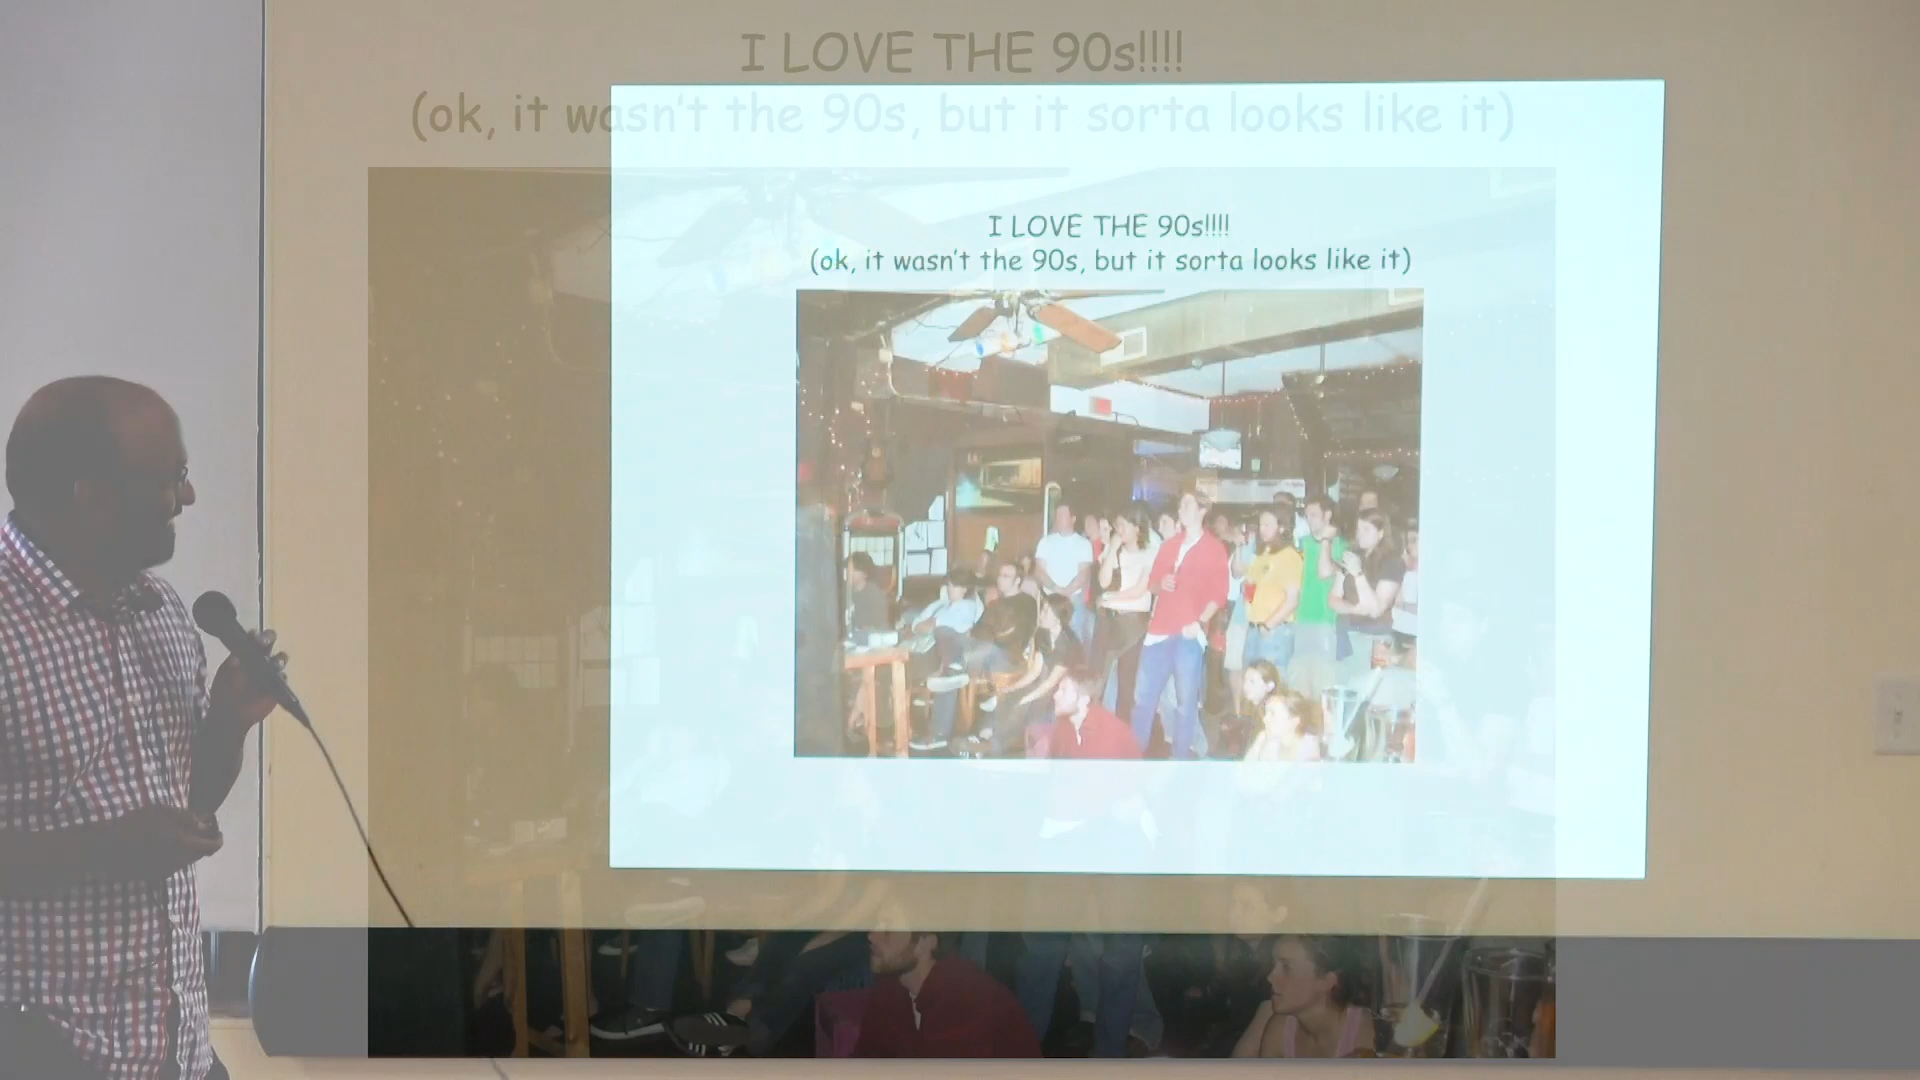 I LOVE THE 90s!!!!
(ok, it wasn't the 90s, but it sorta looks like it)
I LOVE THE 90s!!!!
(ok, it wasn't the 90s, but it sorta looks like it)